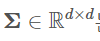 𝚺 ∈ ℝ^{d×d}